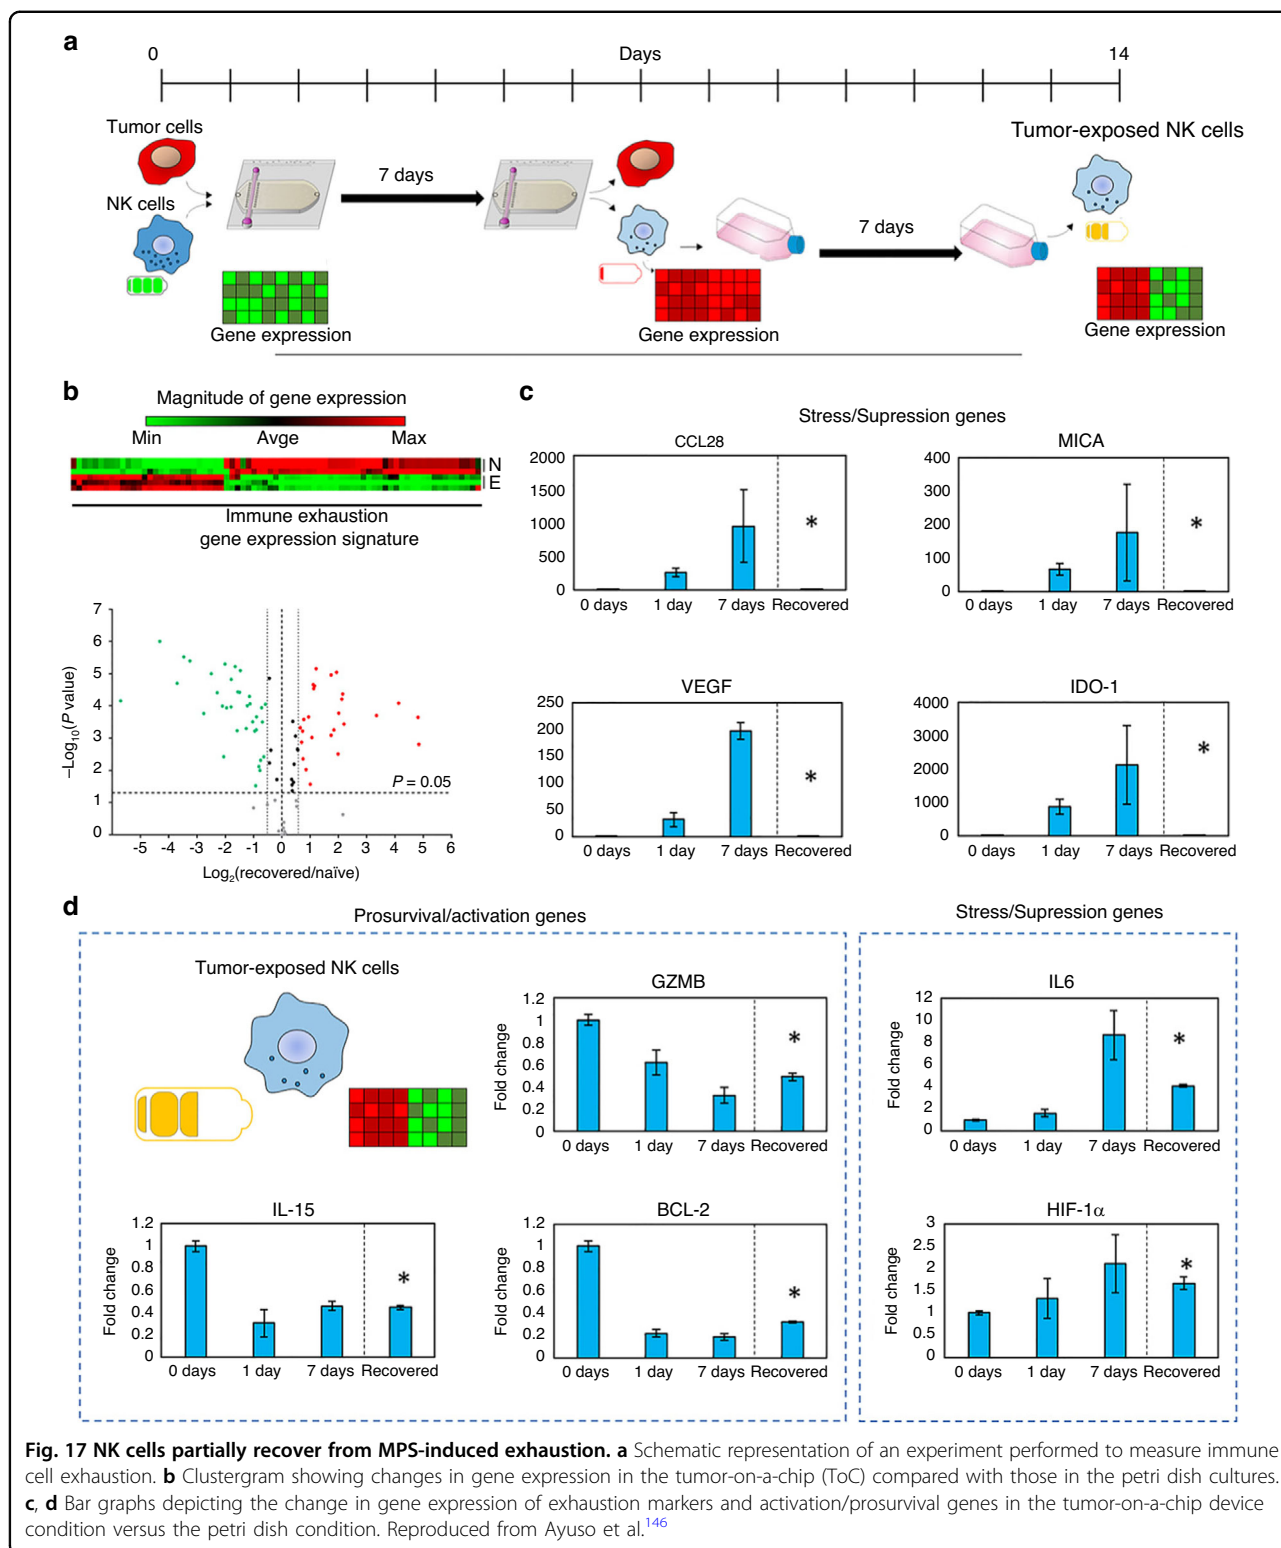 a
0 Days 14
Tumor cells
NK cells
7 days
7 days
Tumor-exposed NK cells
Gene expression
Gene expression
Gene expression
b
Magnitude of gene expression
Min Avge Max
N
E
Immune exhaustion
gene expression signature
–Log10(P value)
7
6
5
4
3
2
1
0
P = 0.05
-5 -4 -3 -2 -1 0 1 2 3 4 5 6
Log2(recovered/naïve)
c
Stress/Supression genes
CCL28
2000
1500
1000
500
0
*
0 days 1 day 7 days Recovered
MICA
400
300
200
100
0
*
0 days 1 day 7 days Recovered
VEGF
250
200
150
100
50
0
*
0 days 1 day 7 days Recovered
IDO-1
4000
3000
2000
1000
0
*
0 days 1 day 7 days Recovered
d
Prosurvival/activation genes
Tumor-exposed NK cells
GZMB
Fold change
1.2
1
0.8
0.6
0.4
0.2
0
*
0 days 1 day 7 days Recovered
IL-15
Fold change
1.2
1
0.8
0.6
0.4
0.2
0
*
0 days 1 day 7 days Recovered
BCL-2
Fold change
1.2
1
0.8
0.6
0.4
0.2
0
*
0 days 1 day 7 days Recovered
Stress/Supression genes
IL6
Fold change
12
10
8
6
4
2
0
*
0 days 1 day 7 days Recovered
HIF-1α
Fold change
3
2.5
2
1.5
1
0.5
0
*
0 days 1 day 7 days Recovered
Fig. 17 NK cells partially recover from MPS-induced exhaustion. a Schematic representation of an experiment performed to measure immune
cell exhaustion. b Clustergram showing changes in gene expression in the tumor-on-a-chip (ToC) compared with those in the petri dish cultures.
c, d Bar graphs depicting the change in gene expression of exhaustion markers and activation/prosurvival genes in the tumor-on-a-chip device
condition versus the petri dish condition. Reproduced from Ayuso et al.146